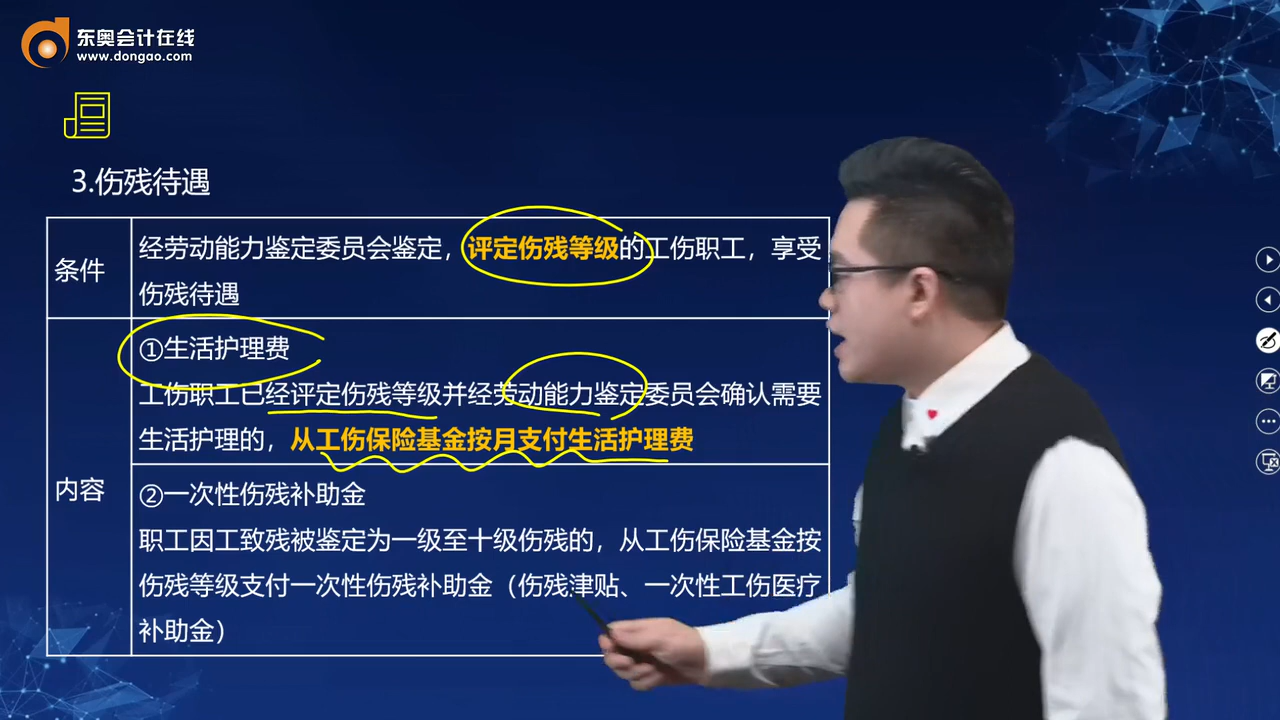 东奥会计在线
www.dongao.com
3.伤残待遇
条件
经劳动能力鉴定委员会鉴定，评定伤残等级的工伤职工，享受
伤残待遇
内容
①生活护理费
工伤职工已经评定伤残等级并经劳动能力鉴定委员会确认需要
生活护理的，从工伤保险基金按月支付生活护理费
②一次性伤残补助金
职工因工致残被鉴定为一级至十级伤残的，从工伤保险基金按
伤残等级支付一次性伤残补助金（伤残津贴、一次性工伤医疗
补助金）